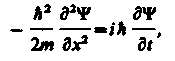 - ħ²/2m ∂²Ψ/∂x² = iħ ∂Ψ/∂t,